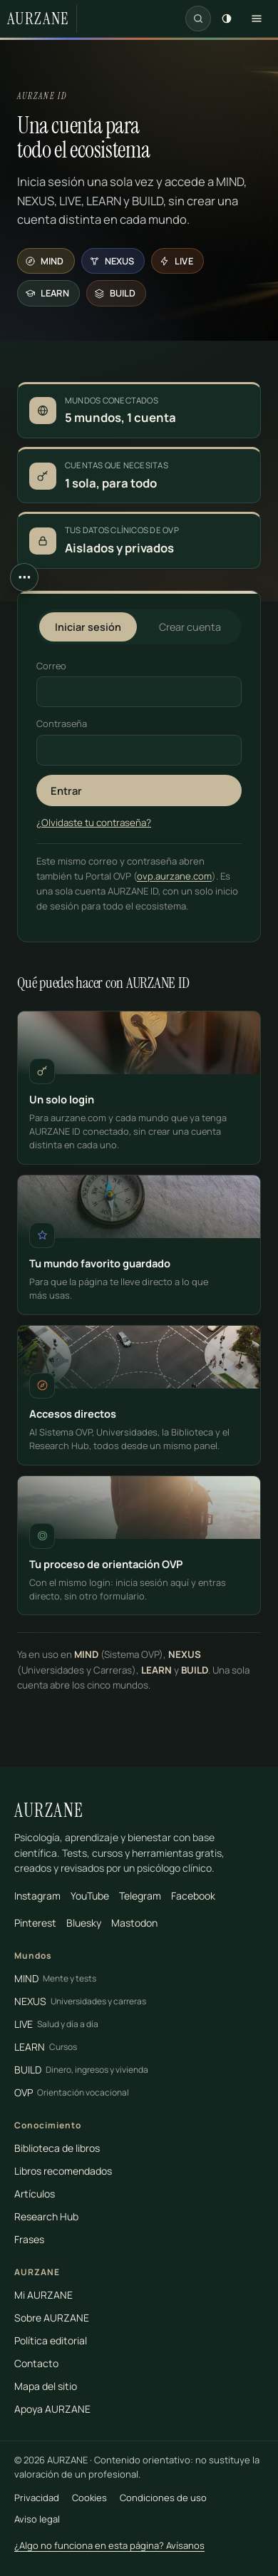 AURZANE
AURZANE ID
Una cuenta para
todo el ecosistema
Inicia sesión una sola vez y accede a MIND,
NEXUS, LIVE, LEARN y BUILD, sin crear una
cuenta distinta en cada mundo.
MIND
NEXUS
LIVE
LEARN
BUILD
MUNDOS CONECTADOS
5 mundos, 1 cuenta
CUENTAS QUE NECESITAS
1 sola, para todo
TUS DATOS CLÍNICOS DE OVP
Aislados y privados
Iniciar sesión
Crear cuenta
Correo
Contraseña
Entrar
¿Olvidaste tu contraseña?
Este mismo correo y contraseña abren
también tu Portal OVP (ovp.aurzane.com). Es
una sola cuenta AURZANE ID, con un solo inicio
de sesión para todo el ecosistema.
Qué puedes hacer con AURZANE ID
Un solo login
Para aurzane.com y cada mundo que ya tenga
AURZANE ID conectado, sin crear una cuenta
distinta en cada uno.
Tu mundo favorito guardado
Para que la página te lleve directo a lo que
más usas.
Accesos directos
Al Sistema OVP, Universidades, la Biblioteca y el
Research Hub, todos desde un mismo panel.
Tu proceso de orientación OVP
Con el mismo login: inicia sesión aquí y entras
directo, sin otro formulario.
Ya en uso en MIND (Sistema OVP), NEXUS
(Universidades y Carreras), LEARN y BUILD. Una sola
cuenta abre los cinco mundos.
AURZANE
Psicología, aprendizaje y bienestar con base
científica. Tests, cursos y herramientas gratis,
creados y revisados por un psicólogo clínico.
Instagram YouTube Telegram Facebook
Pinterest Bluesky Mastodon
Mundos
MIND Mente y tests
NEXUS Universidades y carreras
LIVE Salud y día a día
LEARN Cursos
BUILD Dinero, ingresos y vivienda
OVP Orientación vocacional
Conocimiento
Biblioteca de libros
Libros recomendados
Artículos
Research Hub
Frases
AURZANE
Mi AURZANE
Sobre AURZANE
Política editorial
Contacto
Mapa del sitio
Apoya AURZANE
© 2026 AURZANE · Contenido orientativo: no sustituye la
valoración de un profesional.
Privacidad Cookies Condiciones de uso
Aviso legal
¿Algo no funciona en esta página? Avísanos